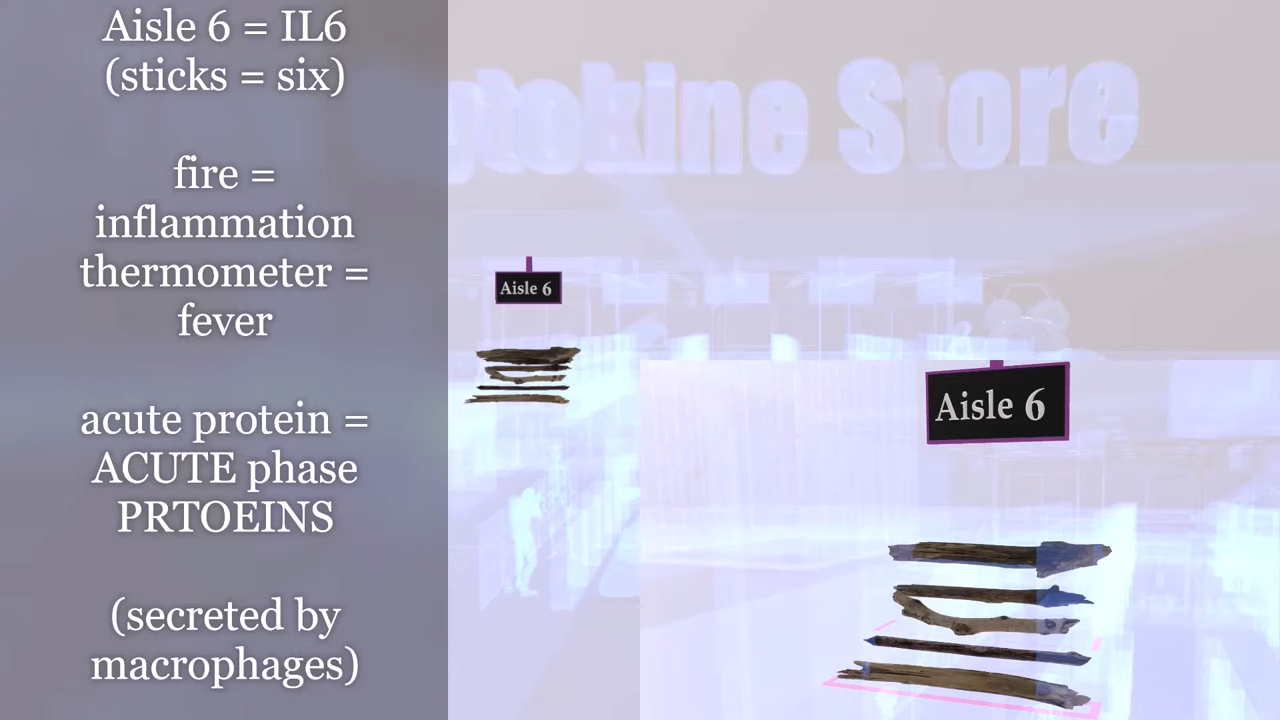 Aisle 6 = IL6
(sticks = six)
fire =
inflammation
thermometer =
fever
acute protein =
ACUTE phase
PRTOEINS
(secreted by
macrophages)
ytokine Store
Aisle 6
Aisle 6